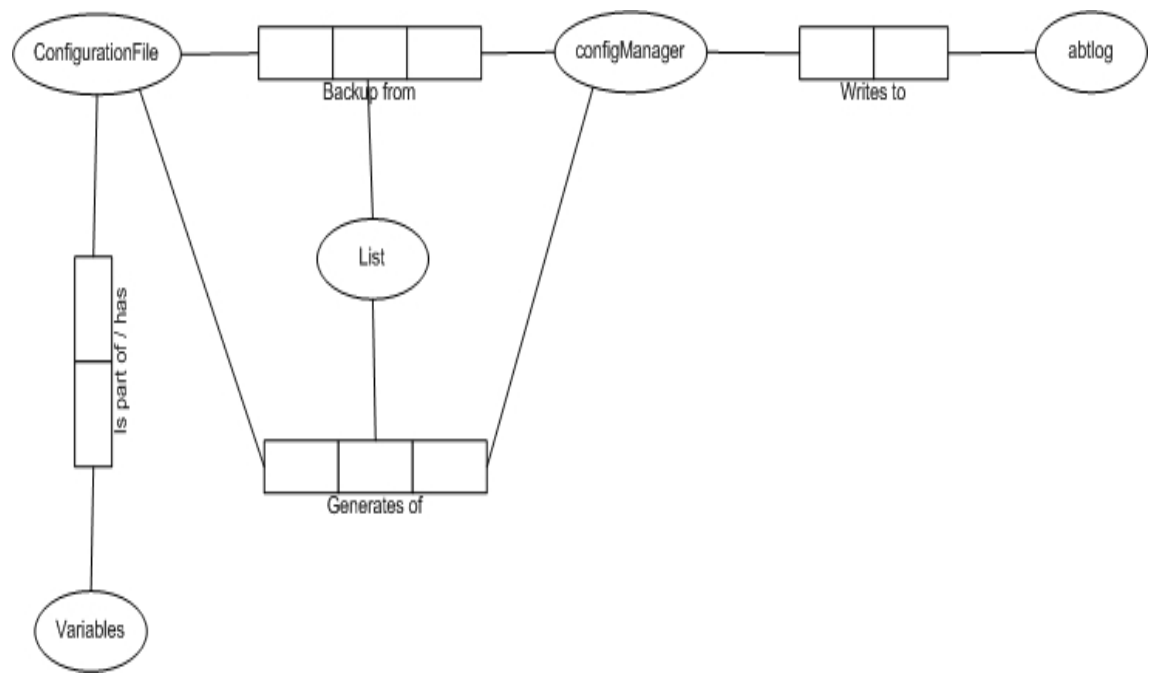 ConfigurationFile
configManager
abtlog
Backup from
Writes to
List
Is part of / has
Generates of
Variables